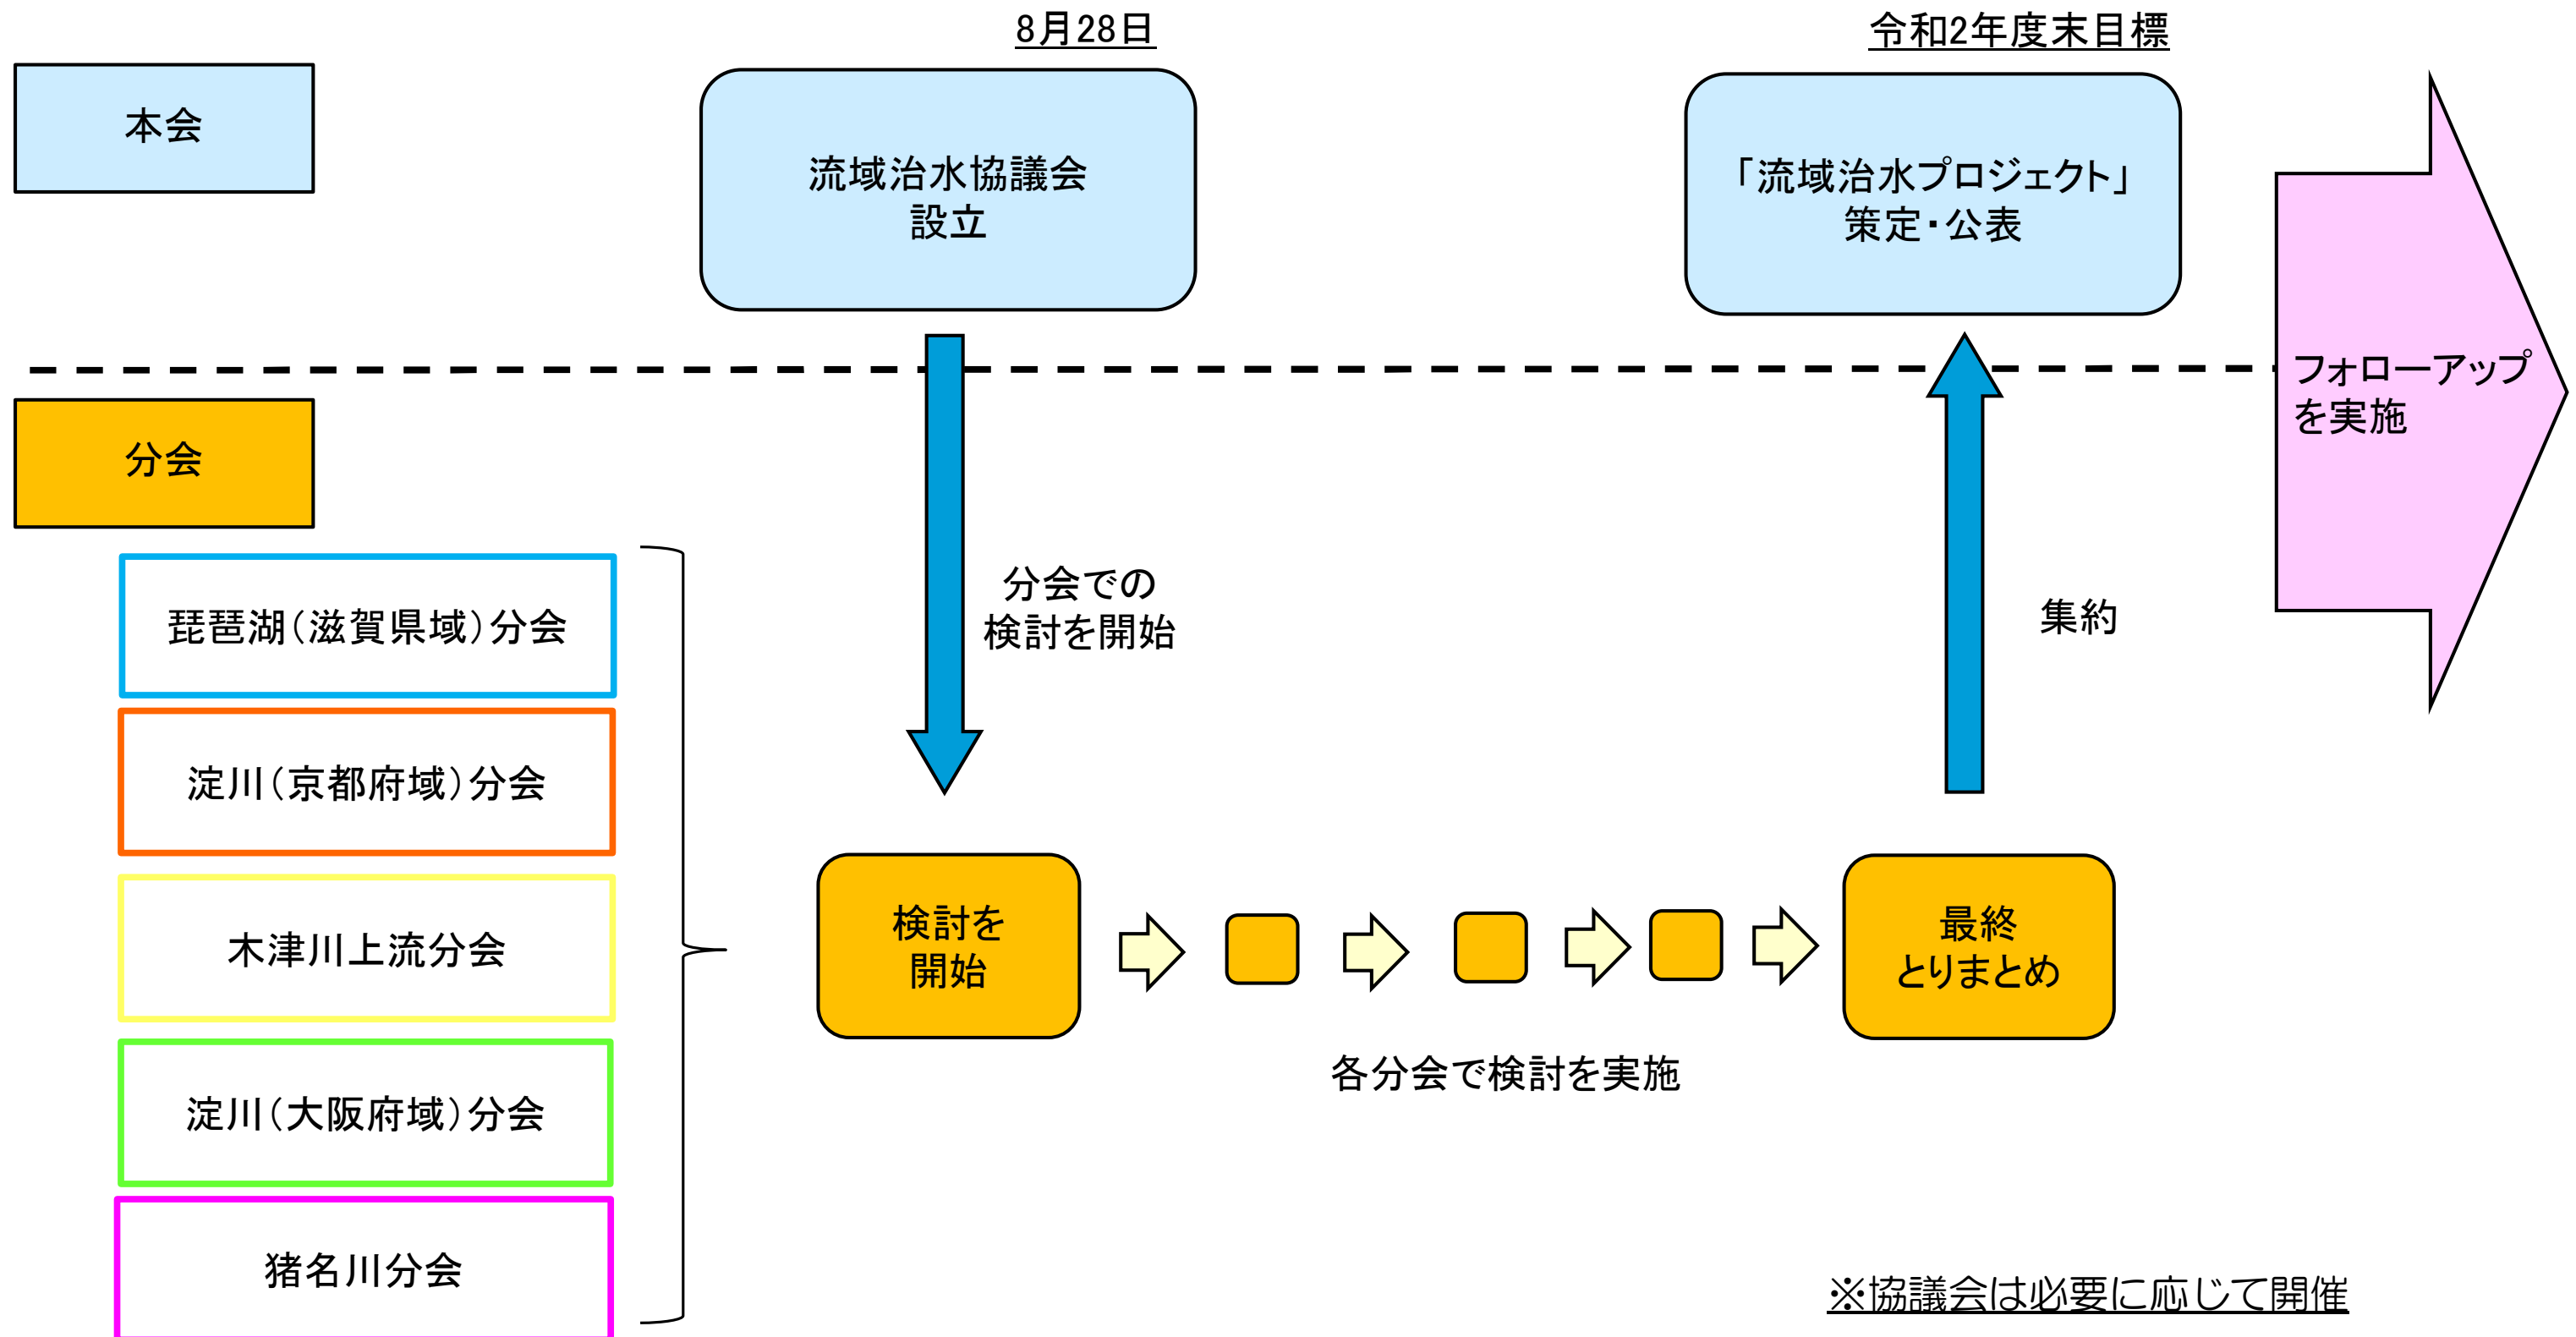 8月28日
令和2年度末目標
本会
流域治水協議会
設立
「流域治水プロジェクト」
策定・公表
フォローアップ
を実施
分会
琵琶湖（滋賀県域）分会
淀川（京都府域）分会
木津川上流分会
淀川（大阪府域）分会
猪名川分会
分会での
検討を開始
集約
検討を
開始
最終
とりまとめ
各分会で検討を実施
※協議会は必要に応じて開催